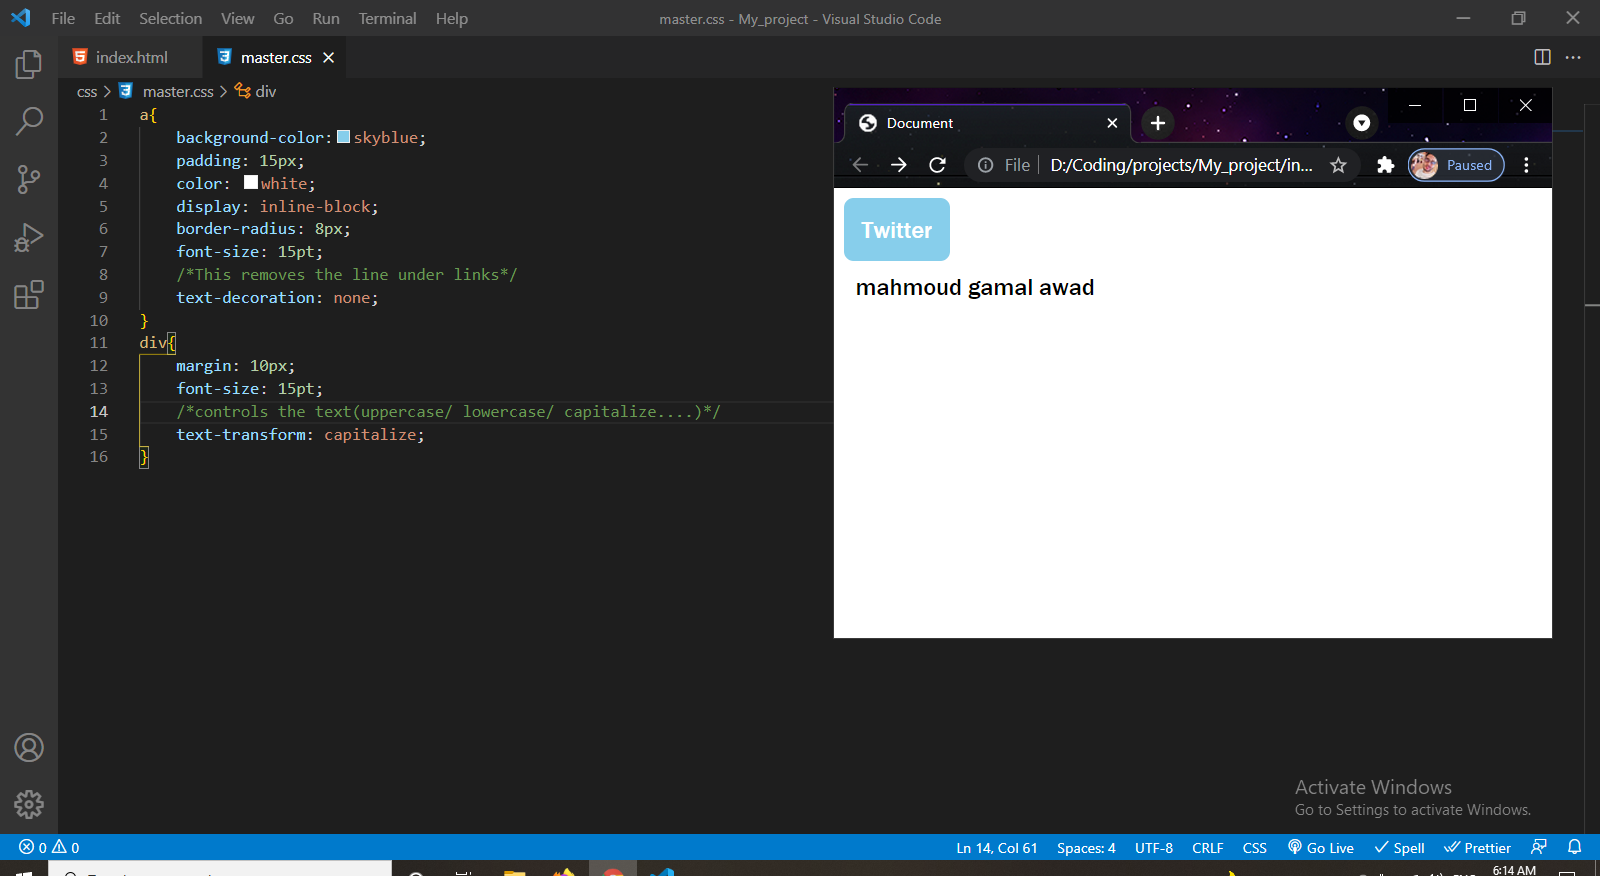 File Edit Selection View Go Run Terminal Help
master.css - My_project - Visual Studio Code
index.html
master.css
css > master.css > div
1 a{
2 background-color: skyblue;
3 padding: 15px;
4 color: white;
5 display: inline-block;
6 border-radius: 8px;
7 font-size: 15pt;
8 /*This removes the line under links*/
9 text-decoration: none;
10 }
11 div{
12 margin: 10px;
13 font-size: 15pt;
14 /*controls the text(uppercase/ lowercase/ capitalize....)*/
15 text-transform: capitalize;
16 }
Document
File | D:/Coding/projects/My_project/in...
Paused
Twitter
mahmoud gamal awad
Activate Windows
Go to Settings to activate Windows.
0 0
Ln 14, Col 61 Spaces: 4 UTF-8 CRLF CSS Go Live Spell Prettier
6:14 AM